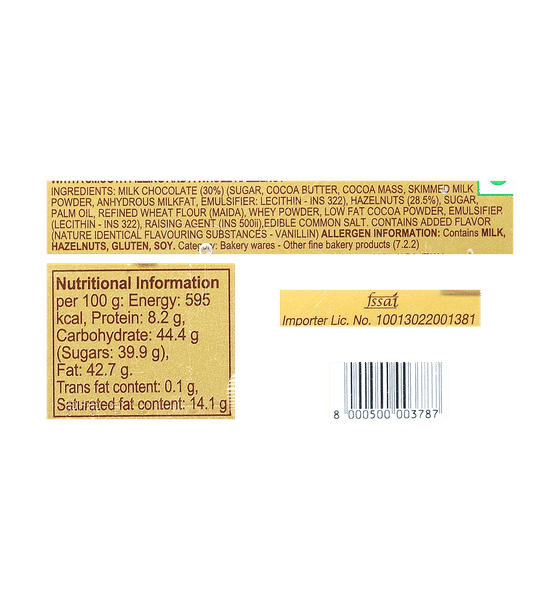 INGREDIENTS: MILK CHOCOLATE (30%) (SUGAR, COCOA BUTTER, COCOA MASS, SKIMMED MILK
POWDER, ANHYDROUS MILKFAT, EMULSIFIER: LECITHIN - INS 322), HAZELNUTS (28.5%), SUGAR,
PALM OIL, REFINED WHEAT FLOUR (MAIDA), WHEY POWDER, LOW FAT COCOA POWDER, EMULSIFIER
(LECITHIN - INS 322), RAISING AGENT (INS 500ii),EDIBLE COMMON SALT. CONTAINS ADDED FLAVOR
(NATURE IDENTICAL FLAVOURING SUBSTANCES - VANILLIN) ALLERGEN INFORMATION: Contains MILK,
HAZELNUTS, GLUTEN, SOY. Category: Bakery wares - Other fine bakery products (7.2.2)
Nutritional Information
per 100 g: Energy: 595
kcal, Protein: 8.2 g,
Carbohydrate: 44.4 g
(Sugars: 39.9 g),
Fat: 42.7 g.
Trans fat content: 0.1 g,
Saturated fat content: 14.1 g
fssai
Importer Lic. No. 10013022001381
8 000500 003787